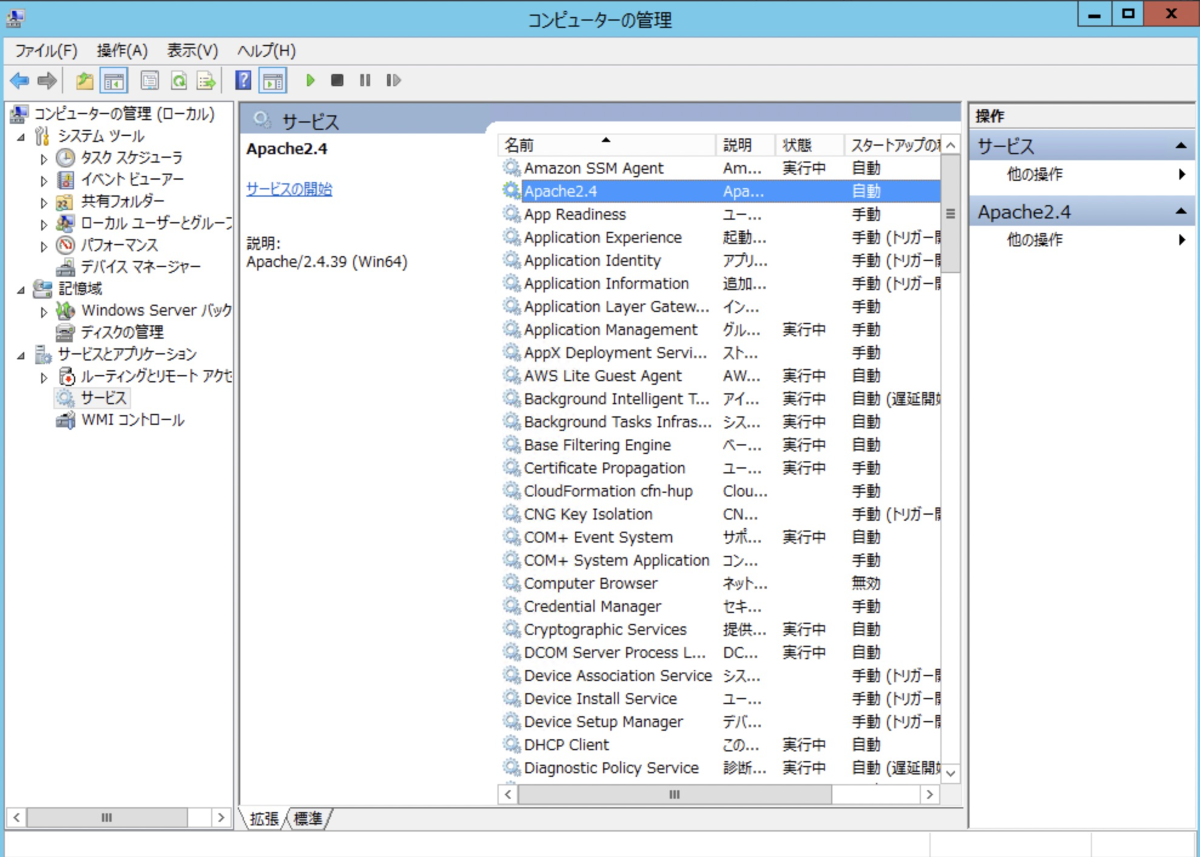 コンピューターの管理
ファイル(F) 操作(A) 表示(V) ヘルプ(H)
コンピューターの管理 (ローカル)
システム ツール
タスク スケジューラ
イベント ビューアー
共有フォルダー
ローカル ユーザーとグループ
パフォーマンス
デバイス マネージャー
記憶域
Windows Server バック
ディスクの管理
サービスとアプリケーション
ルーティングとリモート アクセ
サービス
WMI コントロール
サービス
Apache2.4
サービスの開始
説明:
Apache/2.4.39 (Win64)
名前 説明 状態 スタートアップの種
Amazon SSM Agent Am... 実行中 自動
Apache2.4 Apa... 自動
App Readiness ユー... 手動
Application Experience 起動... 手動 (トリガー開
Application Identity アプリ... 手動 (トリガー開
Application Information 追加... 手動 (トリガー開
Application Layer Gatew... イン... 手動
Application Management グル... 実行中 手動
AppX Deployment Servi... スト... 手動
AWS Lite Guest Agent AW... 実行中 自動
Background Intelligent T... アイ... 実行中 自動 (遅延開始
Background Tasks Infras... シス... 実行中 自動
Base Filtering Engine ベー... 実行中 自動
Certificate Propagation ユー... 実行中 手動
CloudFormation cfn-hup Clou... 手動
CNG Key Isolation CN... 手動 (トリガー開
COM+ Event System サポ... 実行中 自動
COM+ System Application コン... 手動
Computer Browser ネット... 無効
Credential Manager セキ... 手動
Cryptographic Services 提供... 実行中 自動
DCOM Server Process L... DC... 実行中 自動
Device Association Service シス... 手動 (トリガー開
Device Install Service ユー... 手動 (トリガー開
Device Setup Manager デバ... 手動 (トリガー開
DHCP Client この... 実行中 自動
Diagnostic Policy Service 診断... 実行中 自動 (遅延開始
拡張 標準
操作
サービス
他の操作
Apache2.4
他の操作